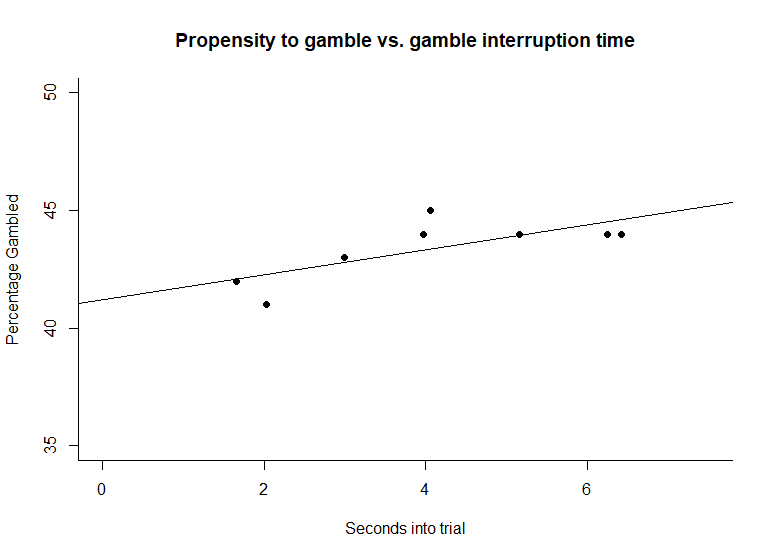 Propensity to gamble vs. gamble interruption time
Percentage Gambled
50
45
40
35
0 2 4 6
Seconds into trial